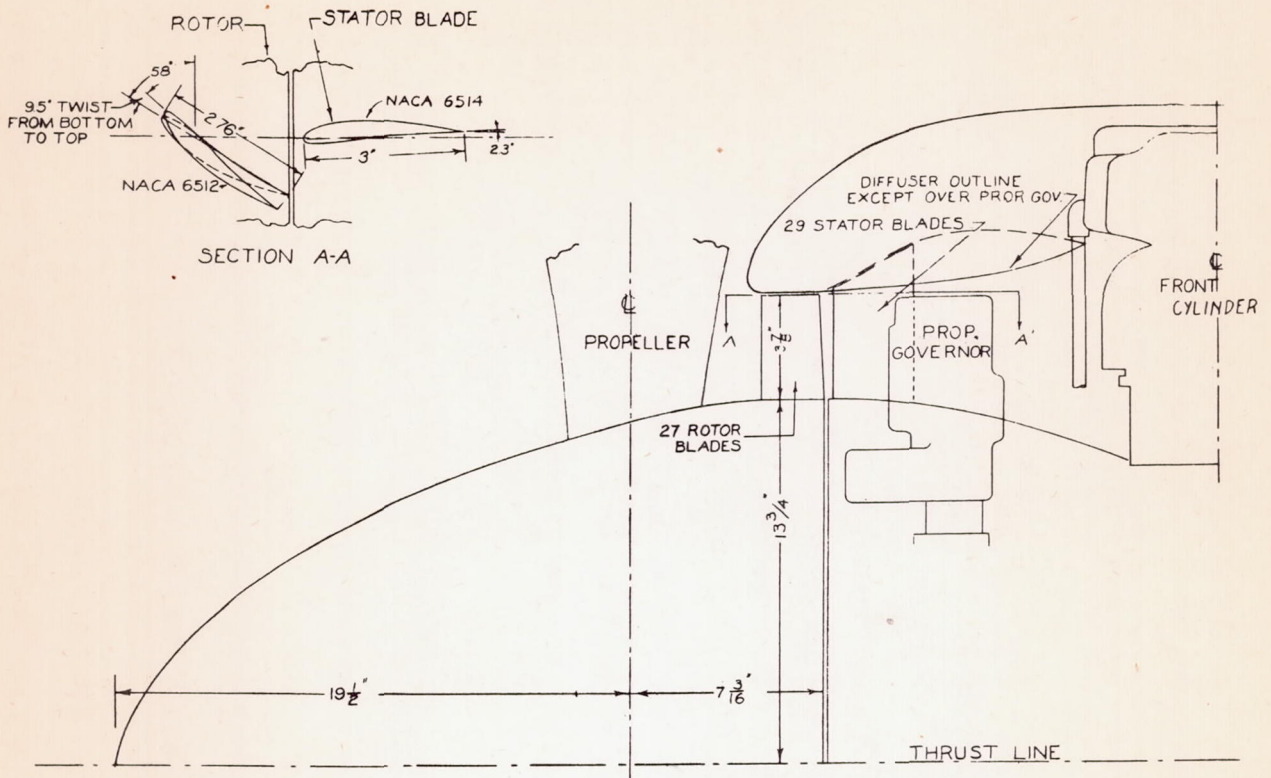 ROTOR
STATOR BLADE
58°
9.5° TWIST
FROM BOTTOM
TO TOP
2.76"
NACA 6514
3"
2.3°
NACA 6512
SECTION A-A
DIFFUSER OUTLINE
EXCEPT OVER PROP. GOV.
29 STATOR BLADES
℄
PROPELLER
A
3 7/8"
PROP.
GOVERNOR
A
℄
FRONT
CYLINDER
27 ROTOR
BLADES
13 3/4"
19 1/2"
7 3/16"
THRUST LINE